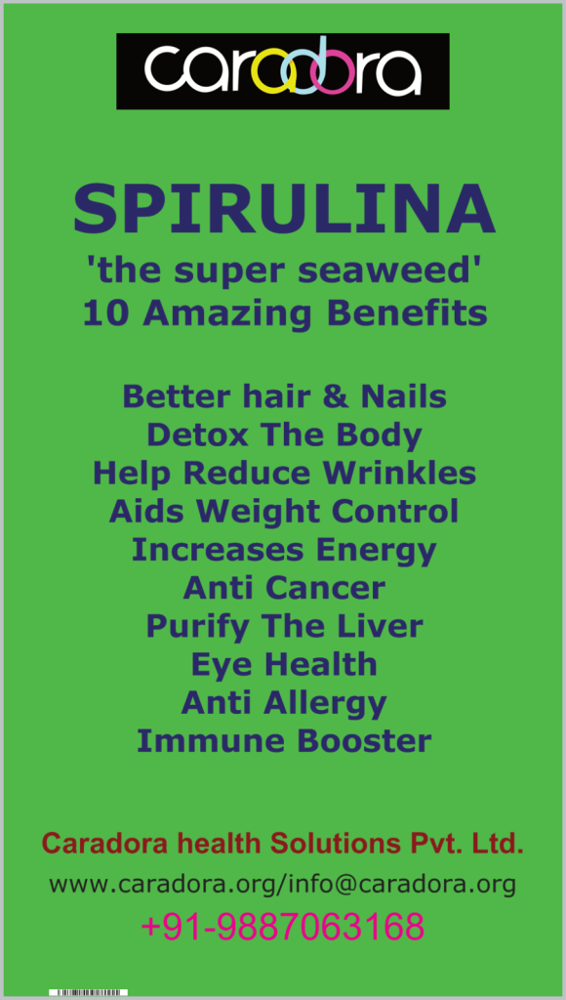 caradora
SPIRULINA
'the super seaweed'
10 Amazing Benefits
Better hair & Nails
Detox The Body
Help Reduce Wrinkles
Aids Weight Control
Increases Energy
Anti Cancer
Purify The Liver
Eye Health
Anti Allergy
Immune Booster
Caradora health Solutions Pvt. Ltd.
www.caradora.org/info@caradora.org
+91-9887063168